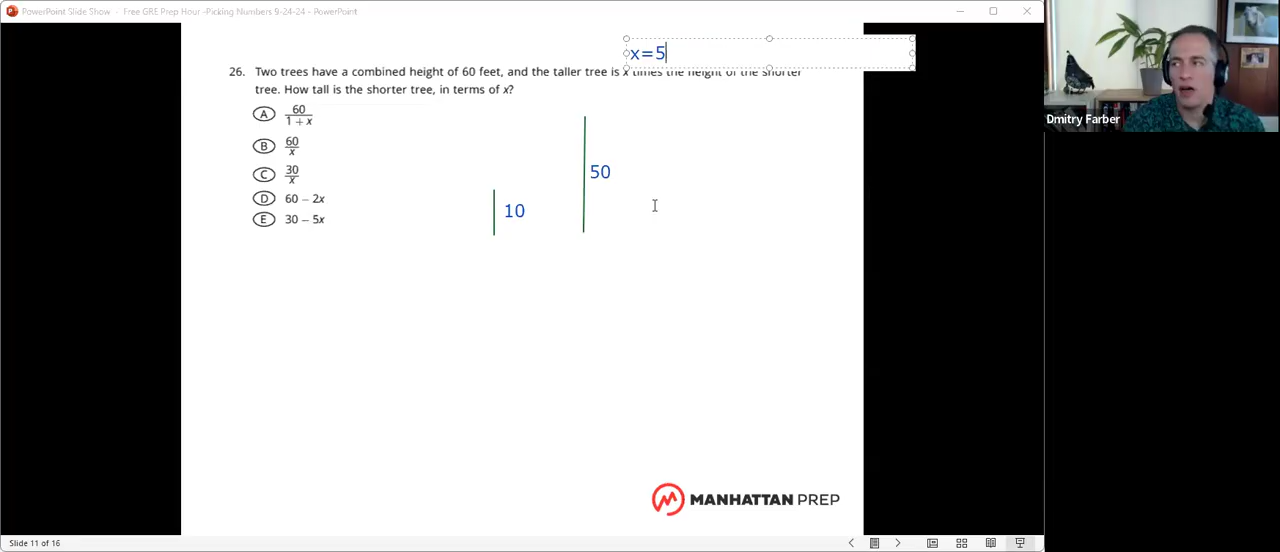 PowerPoint Slide Show - Free GRE Prep Hour -Picking Numbers 9-24-24 - PowerPoint
x=5
26. Two trees have a combined height of 60 feet, and the taller tree is x times the height of the shorter
tree. How tall is the shorter tree, in terms of x?
A 60/1 + x
B 60/x
C 30/x
D 60 – 2x
E 30 – 5x
50
10
Dmitry Farber
MANHATTAN PREP
Slide 11 of 16